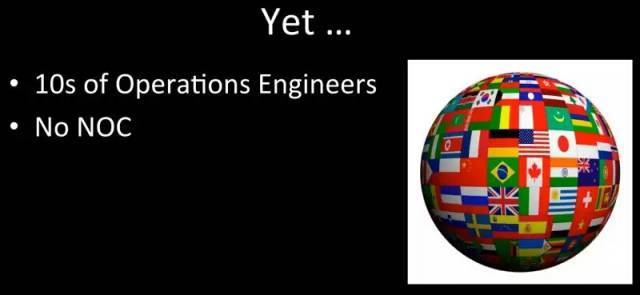 Yet ...
• 10s of Operations Engineers
• No NOC